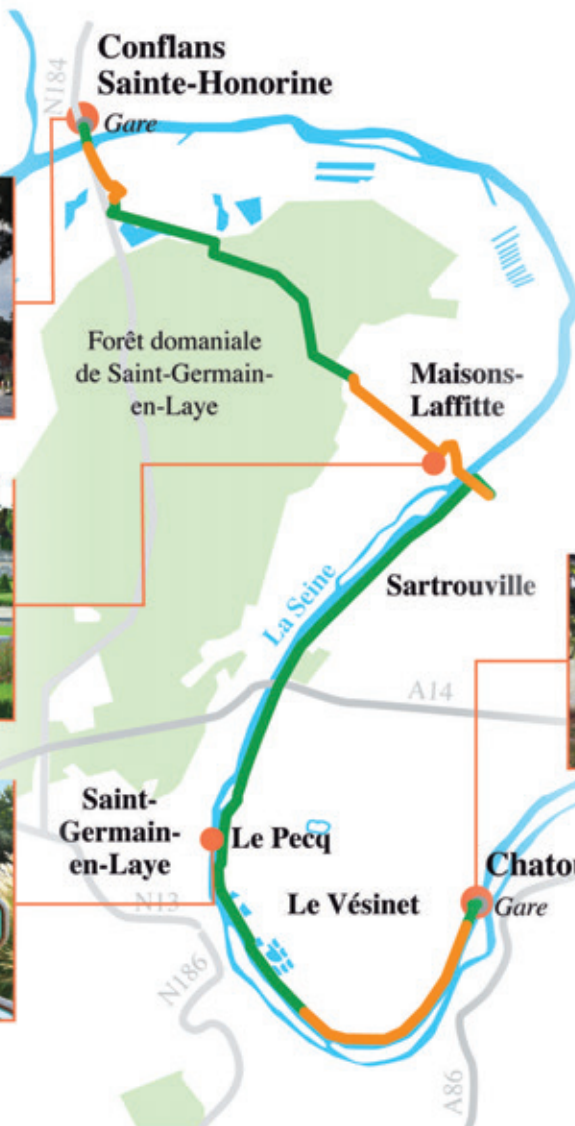 Conflans
Sainte-Honorine
N184
Gare
Forêt domaniale
de Saint-Germain-
en-Laye
Maisons-
Laffitte
La Seine
Sartrouville
A14
Saint-
Germain-
en-Laye
Le Pecq
Chatou
N13
Le Vésinet
Gare
N186
A86